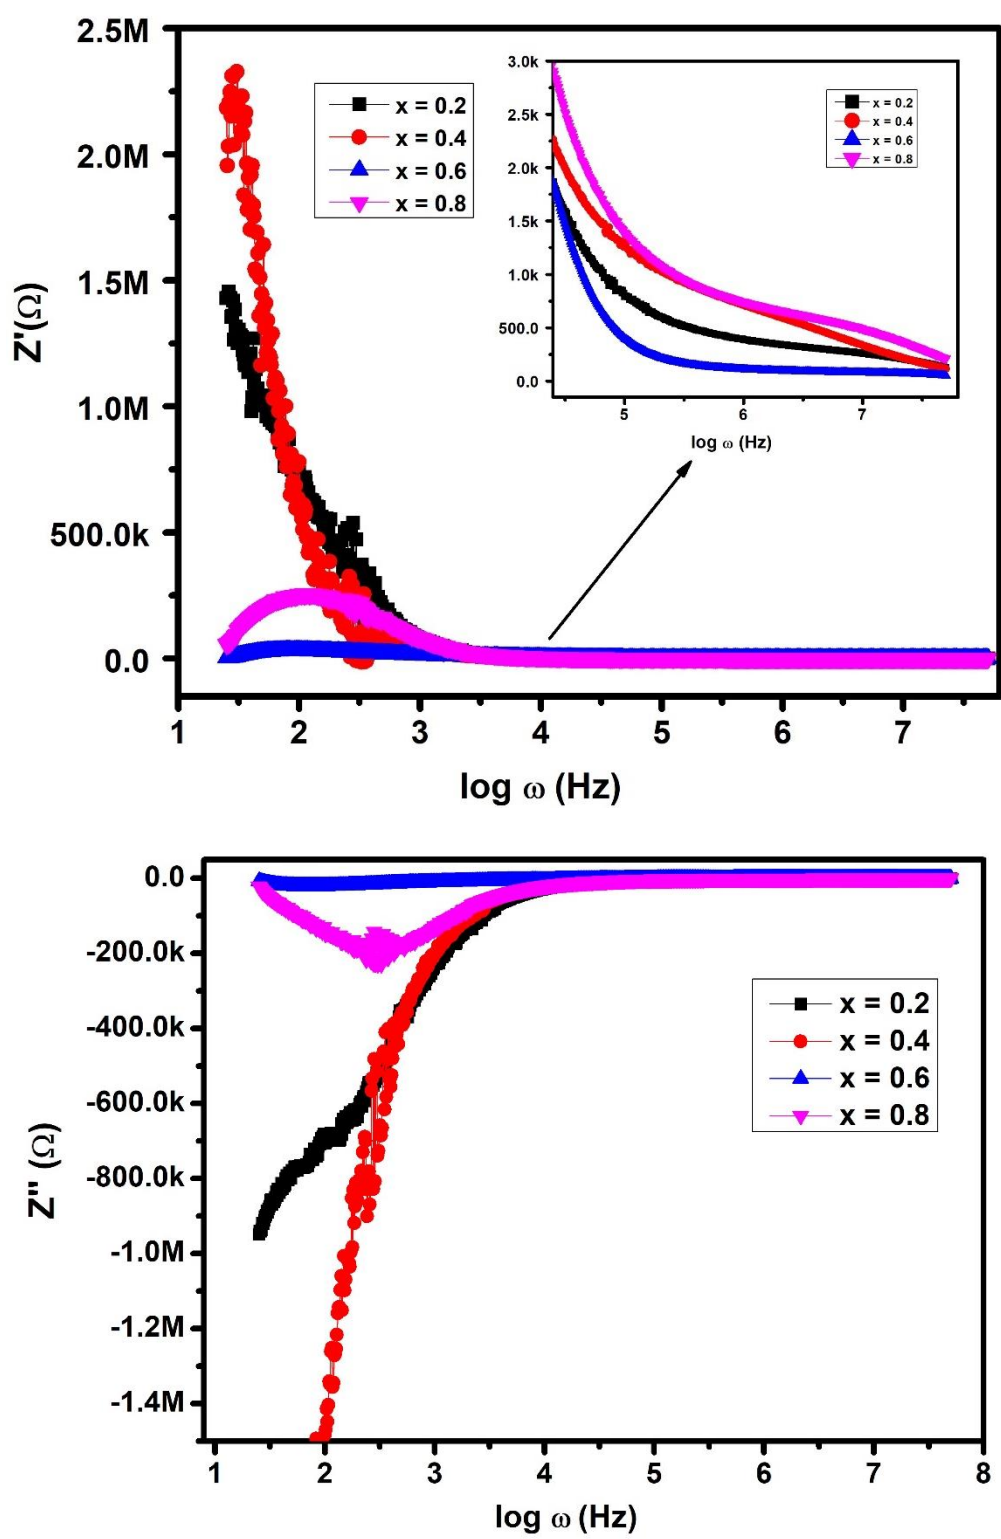 2.5M
2.0M
1.5M
1.0M
500.0k
0.0
Z'(Ω)
x = 0.2
x = 0.4
x = 0.6
x = 0.8
3.0k
2.5k
2.0k
1.5k
1.0k
500.0
0.0
x = 0.2
x = 0.4
x = 0.6
x = 0.8
5 6 7
log ω (Hz)
1 2 3 4 5 6 7
log ω (Hz)
0.0
-200.0k
-400.0k
-600.0k
-800.0k
-1.0M
-1.2M
-1.4M
Z'' (Ω)
x = 0.2
x = 0.4
x = 0.6
x = 0.8
1 2 3 4 5 6 7 8
log ω (Hz)